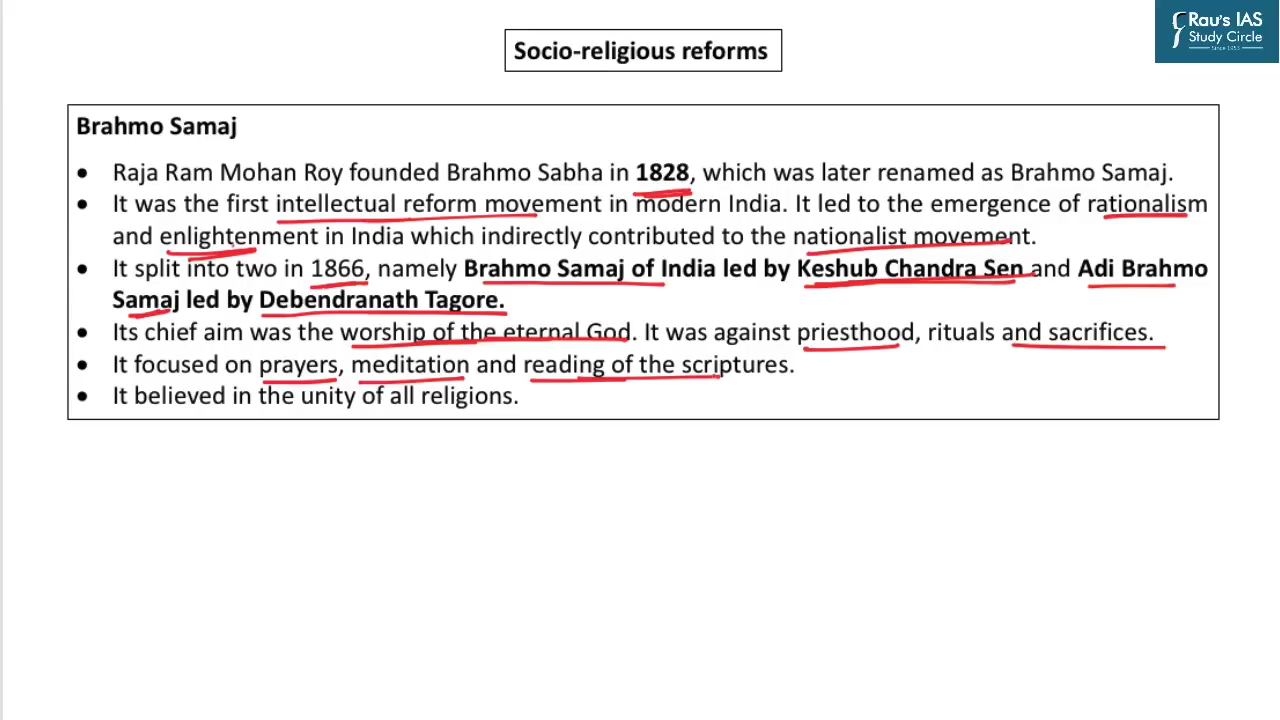 Rau's IAS
Study Circle
Since 1953
Socio-religious reforms
Brahmo Samaj
• Raja Ram Mohan Roy founded Brahmo Sabha in 1828, which was later renamed as Brahmo Samaj.
• It was the first intellectual reform movement in modern India. It led to the emergence of rationalism
and enlightenment in India which indirectly contributed to the nationalist movement.
• It split into two in 1866, namely Brahmo Samaj of India led by Keshub Chandra Sen and Adi Brahmo
Samaj led by Debendranath Tagore.
• Its chief aim was the worship of the eternal God. It was against priesthood, rituals and sacrifices.
• It focused on prayers, meditation and reading of the scriptures.
• It believed in the unity of all religions.